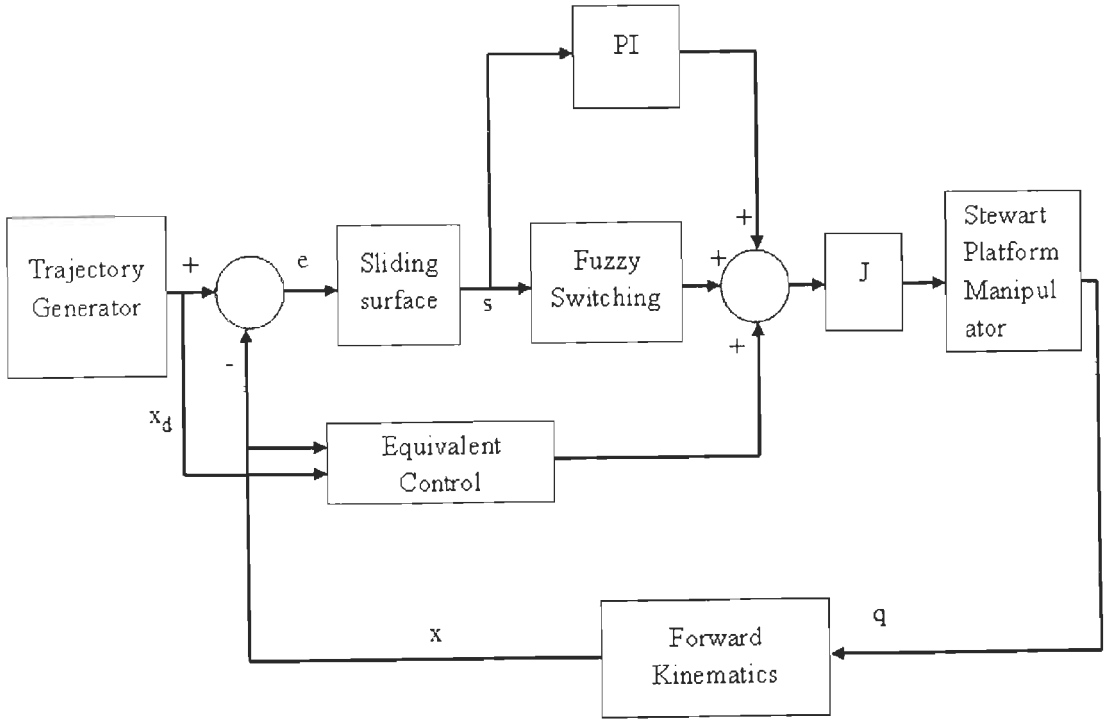 PI
Trajectory
Generator
+
e
Sliding
surface
s
Fuzzy
Switching
+
+
+
J
Stewart
Platform
Manipul
ator
-
x_d
Equivalent
Control
x
Forward
Kinematics
q